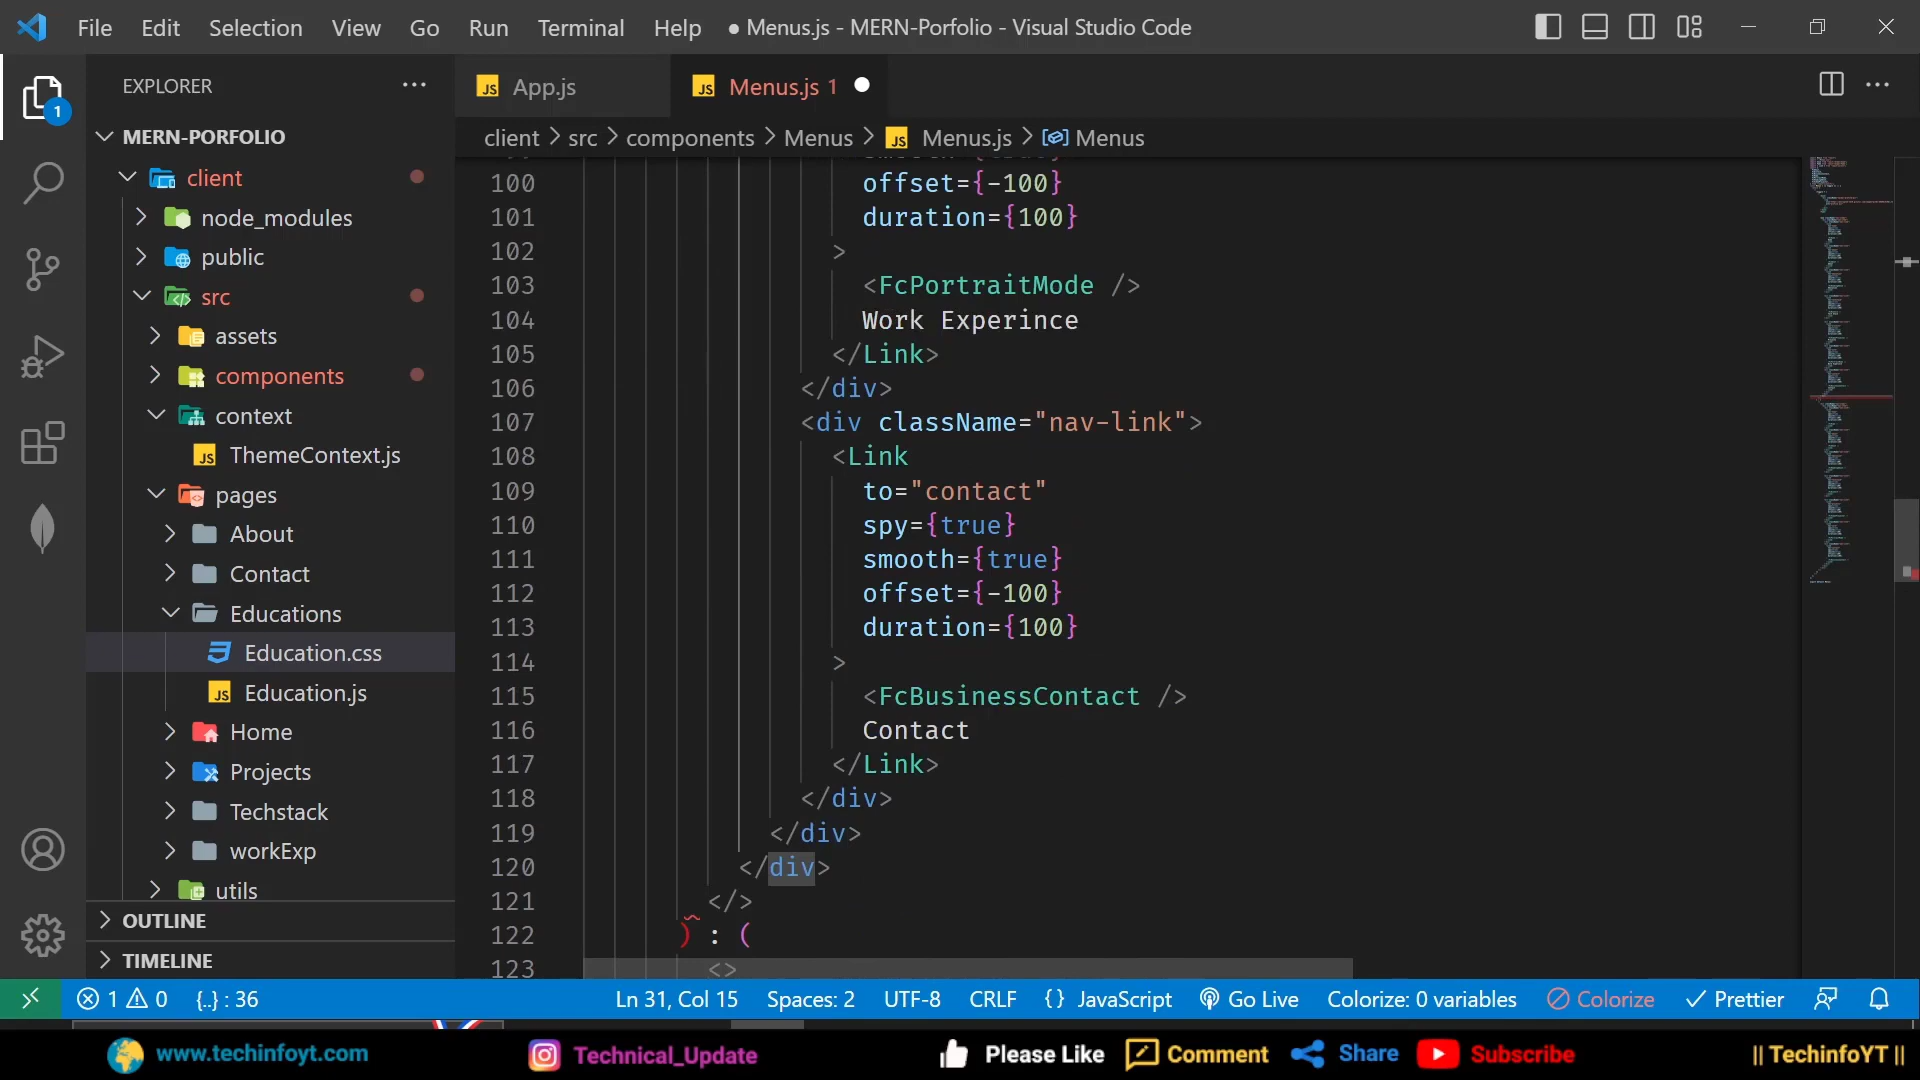 File Edit Selection View Go Run Terminal Help ● Menus.js - MERN-Porfolio - Visual Studio Code
EXPLORER ···
App.js
Menus.js 1
1
client > src > components > Menus > Menus.js > Menus
MERN-PORFOLIO
client
node_modules
public
src
assets
components
context
ThemeContext.js
pages
About
Contact
Educations
Education.css
Education.js
Home
Projects
Techstack
workExp
utils
OUTLINE
TIMELINE
100 offset={-100}
101 duration={100}
102 >
103 <FcPortraitMode />
104 Work Experince
105 </Link>
106 </div>
107 <div className="nav-link">
108 <Link
109 to="contact"
110 spy={true}
111 smooth={true}
112 offset={-100}
113 duration={100}
114 >
115 <FcBusinessContact />
116 Contact
117 </Link>
118 </div>
119 </div>
120 </div>
121 </>
122 ) : (
123 <>
1 0 {..} : 36 Ln 31, Col 15 Spaces: 2 UTF-8 CRLF {} JavaScript Go Live Colorize: 0 variables Colorize Prettier
www.techinfoyt.com Technical_Update Please Like Comment Share Subscribe || TechinfoYT ||